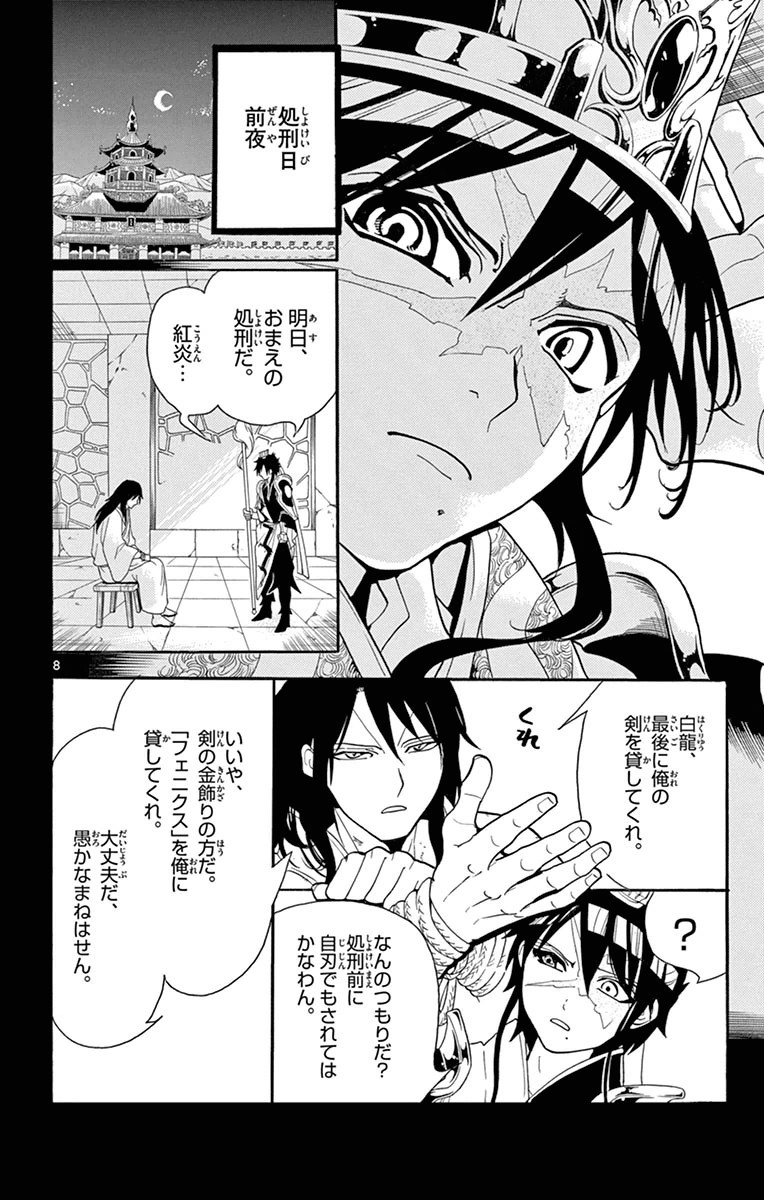 処刑日
前夜
明日、
おまえの
処刑だ。
紅炎…
8
白龍、
最後に俺の
剣を貸してくれ。
くれ
？
なんのつもりだ？
処刑前に
自刃でもされては
かなわん。
いいや、
剣の金飾りの方だ。
「フェニクス」を俺に
貸してくれ。
大丈夫だ、
愚かなまねはせん。